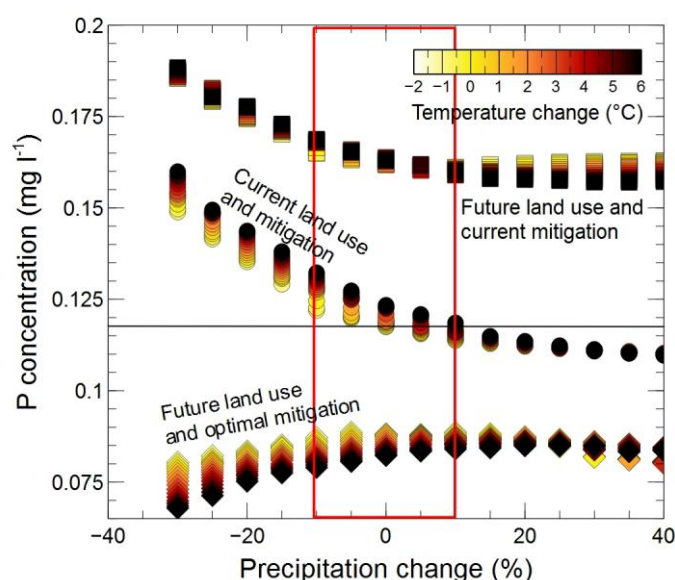 0.2
0.175
0.15
0.125
0.1
0.075
P concentration (mg l⁻¹)
−2 −1 0 1 2 3 4 5 6
Temperature change (°C)
Current land use
and mitigation
Future land use and
current mitigation
Future land use
and optimal mitigation
−40 −20 0 20 40
Precipitation change (%)